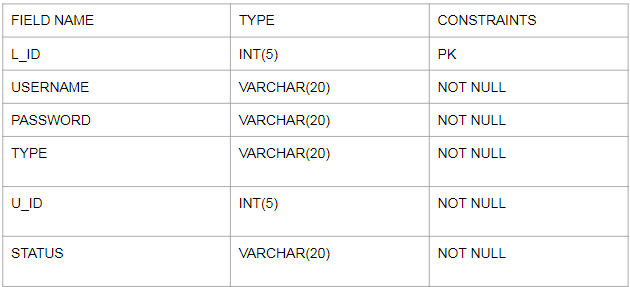 FIELD NAME TYPE CONSTRAINTS
L_ID INT(5) PK
USERNAME VARCHAR(20) NOT NULL
PASSWORD VARCHAR(20) NOT NULL
TYPE VARCHAR(20) NOT NULL
U_ID INT(5) NOT NULL
STATUS VARCHAR(20) NOT NULL